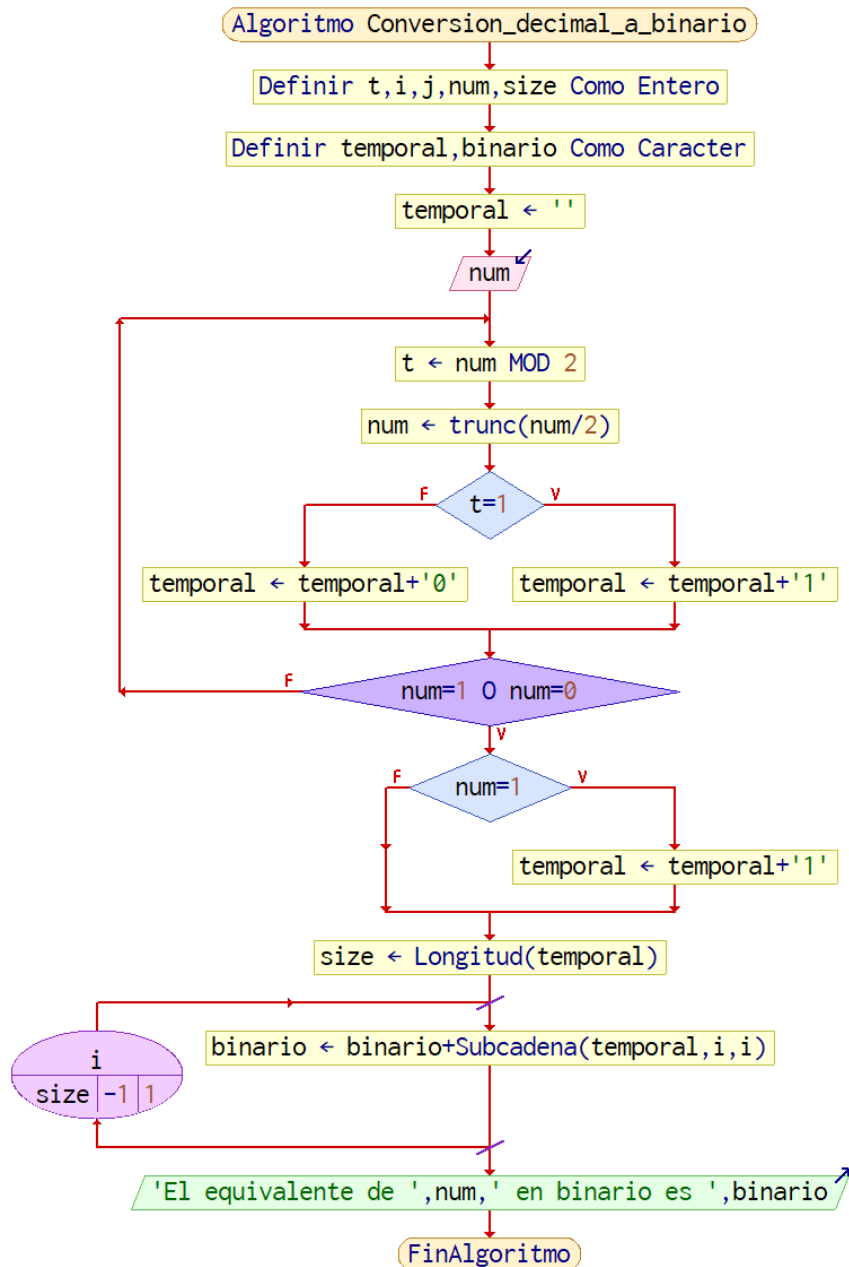 Algoritmo Conversion_decimal_a_binario
Definir t,i,j,num,size Como Entero
Definir temporal,binario Como Caracter
temporal ← ''
num
t ← num MOD 2
num ← trunc(num/2)
F
t=1
V
temporal ← temporal+'0'
temporal ← temporal+'1'
F
num=1 O num=0
V
F
num=1
V
temporal ← temporal+'1'
size ← Longitud(temporal)
binario ← binario+Subcadena(temporal,i,i)
i
size -1 1
'El equivalente de ',num,' en binario es ',binario
FinAlgoritmo